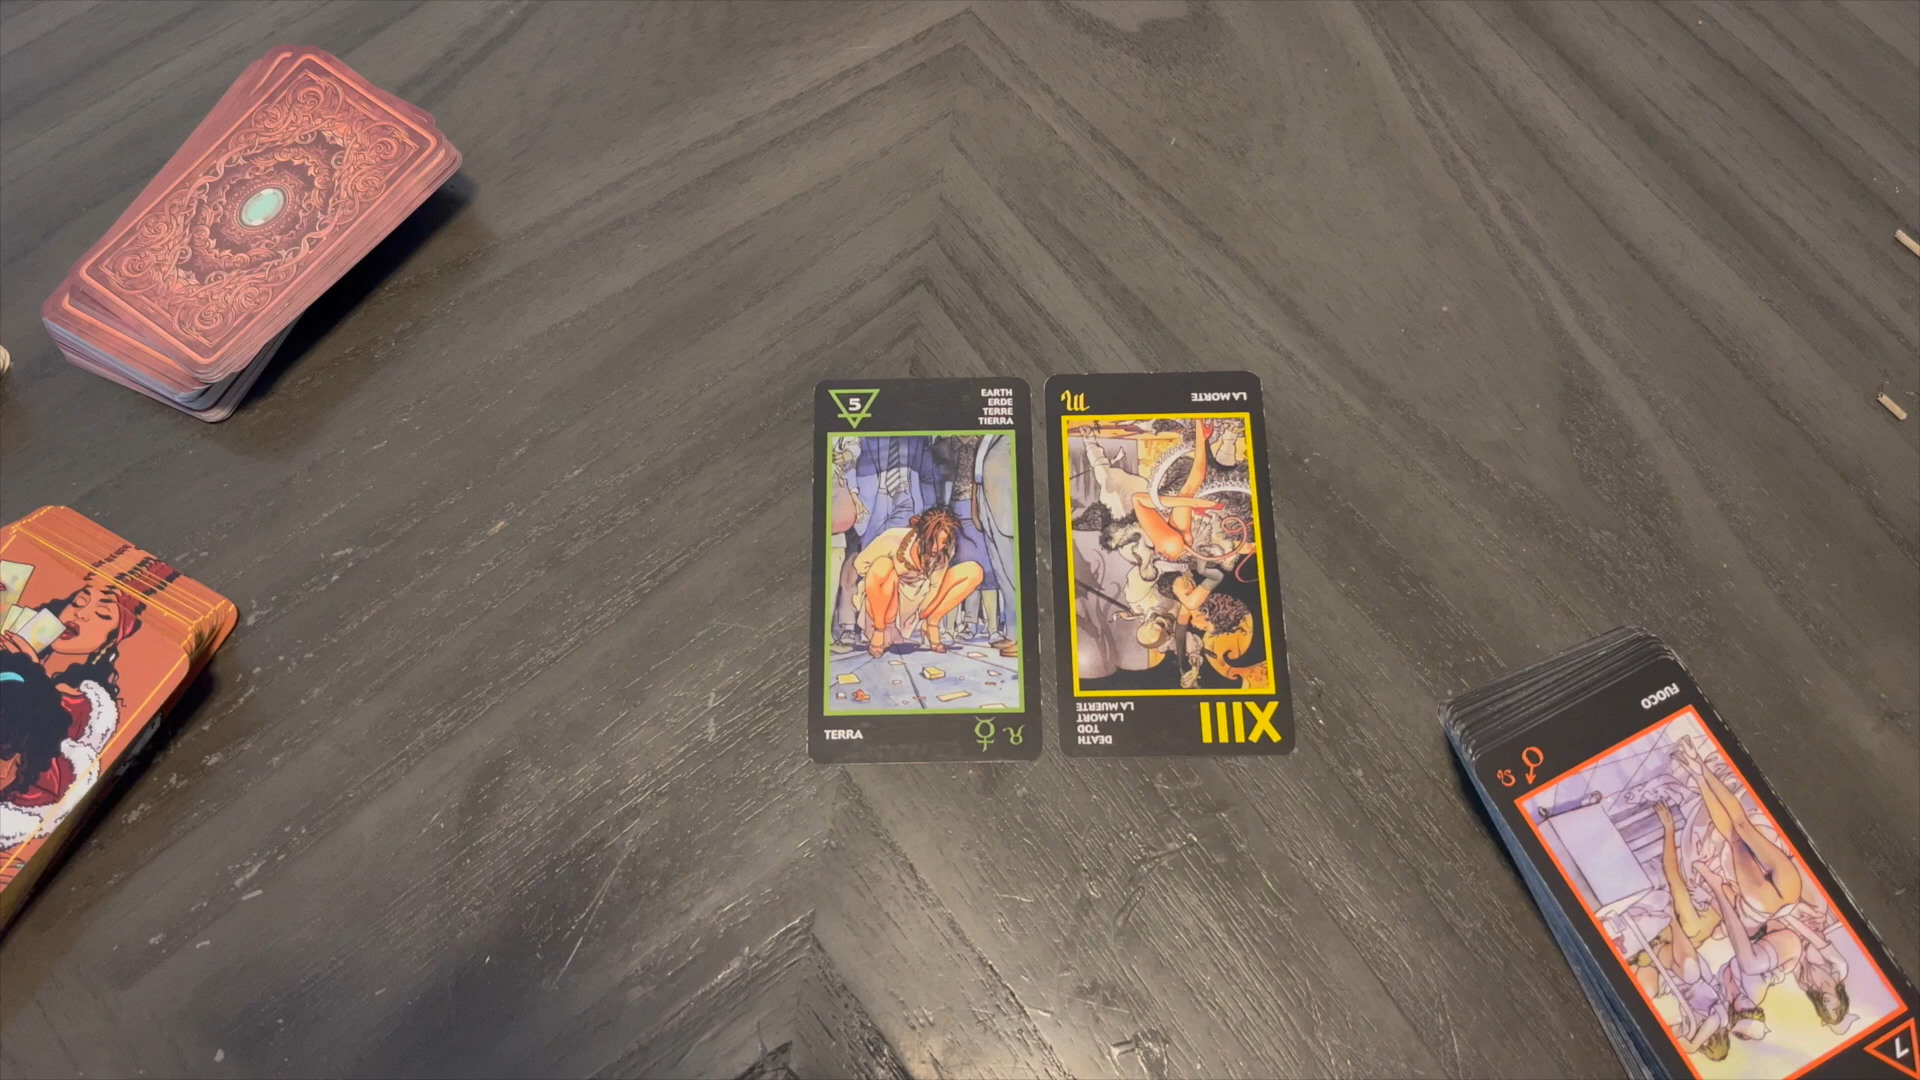 5
EARTH
ERDE
TERRE
TIERRA
TERRA
XIII
DEATH
TOD
LA MORT
LA MUERTE
LA MORTE
7
FUOCO